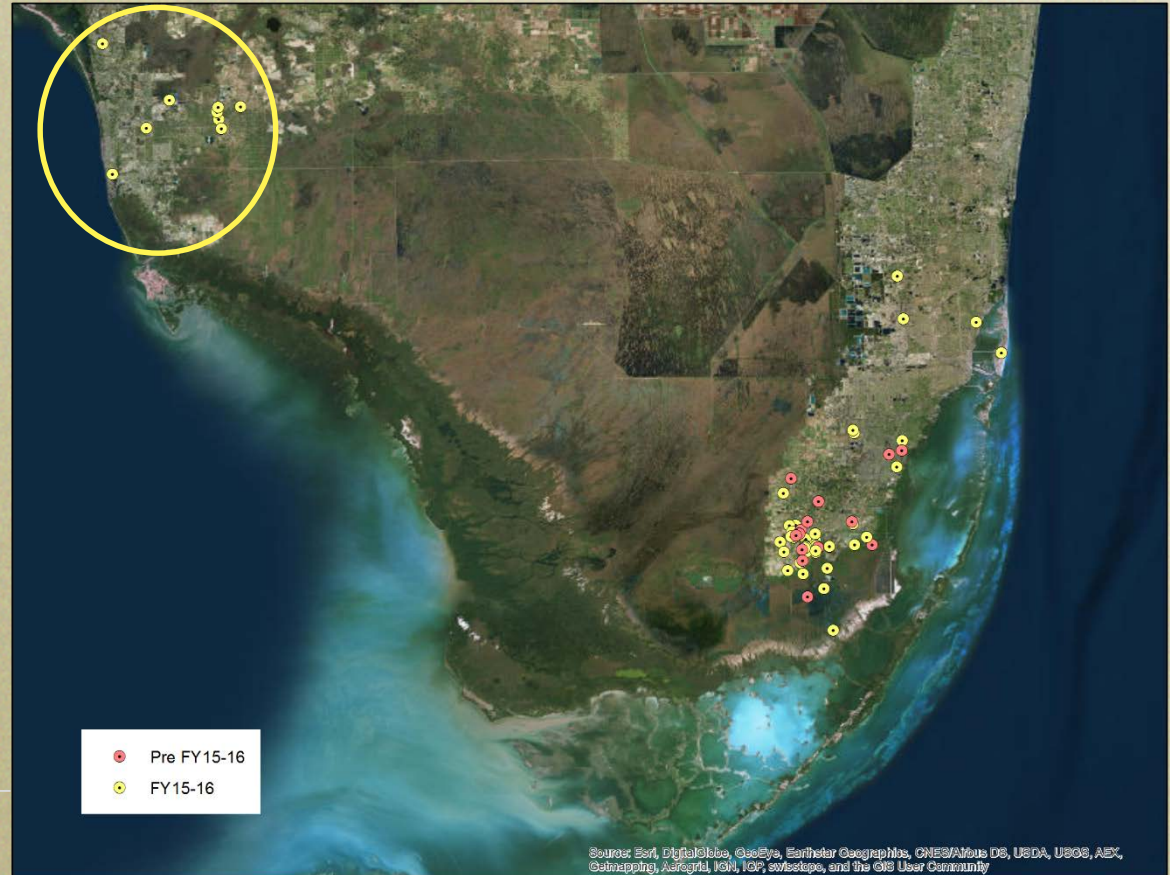 Pre FY15-16
FY15-16
Source: Esri, DigitalGlobe, GeoEye, Earthstar Geographics, CNES/Airbus DS, USDA, USGS, AEX,
Getmapping, Aerogrid, IGN, IGP, swisstopo, and the GIS User Community